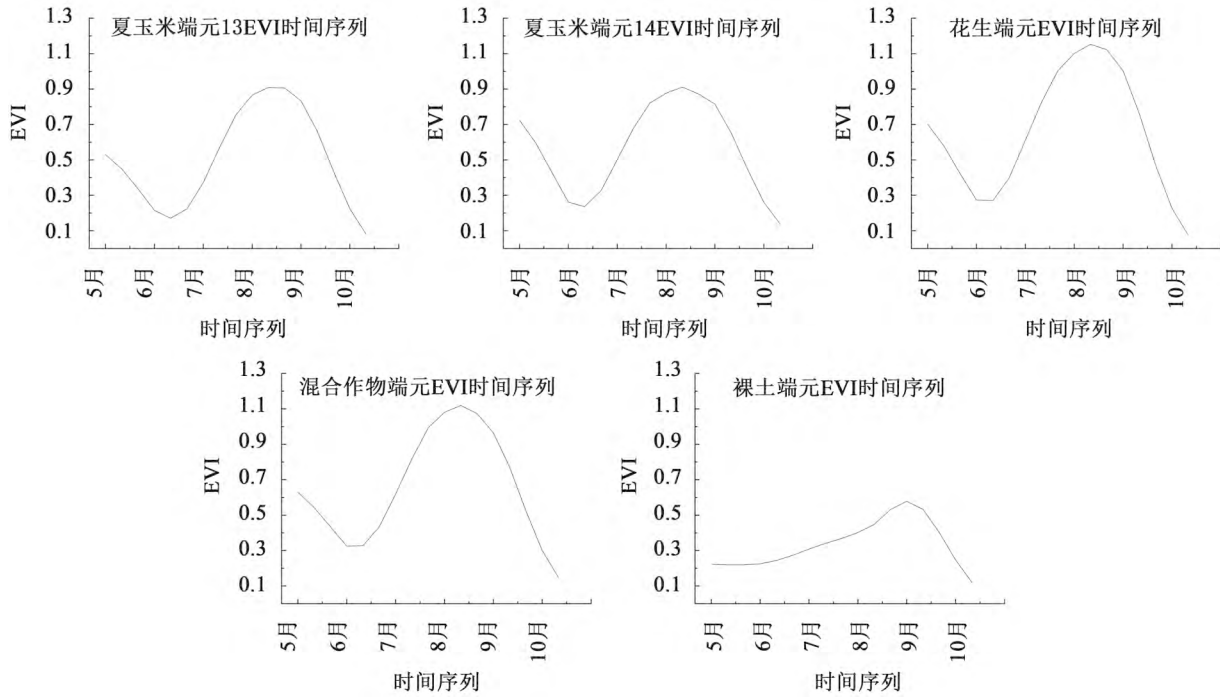 夏玉米端元13EVI时间序列
1.3
1.1
0.9
0.7
0.5
0.3
0.1
EVI
5月
6月
7月
8月
9月
10月
时间序列
夏玉米端元14EVI时间序列
1.3
1.1
0.9
0.7
0.5
0.3
0.1
EVI
5月
6月
7月
8月
9月
10月
时间序列
花生端元EVI时间序列
1.3
1.1
0.9
0.7
0.5
0.3
0.1
EVI
5月
6月
7月
8月
9月
10月
时间序列
混合作物端元EVI时间序列
1.3
1.1
0.9
0.7
0.5
0.3
0.1
EVI
5月
6月
7月
8月
9月
10月
时间序列
裸土端元EVI时间序列
1.3
1.1
0.9
0.7
0.5
0.3
0.1
EVI
5月
6月
7月
8月
9月
10月
时间序列